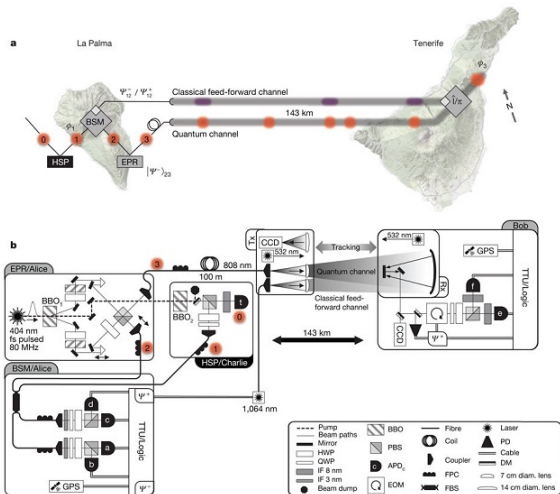 a
La Palma
Tenerife
Ψ⁻₁₂ / Ψ⁺₁₂
Classical feed-forward channel
φ₃
Î/π
N
φ₁
BSM
143 km
0
1
2
3
Quantum channel
HSP
EPR
|Ψ⁻⟩₂₃
b
EPR/Alice
BBO₁
404 nm
fs pulsed
80 MHz
3
100 m
808 nm
2
BBO₂
t
0
1
HSP/Charlie
Tx
CCD
532 nm
Tracking
532 nm
Quantum channel
Classical feed-
forward channel
Rx
143 km
Bob
GPS
TTU/Logic
f
e
EOM
CCD
Ψ⁺
BSM/Alice
d
c
a
b
Ψ⁺
TTU/Logic
Ψ⁻
GPS
1,064 nm
Pump
Beam paths
Mirror
HWP
QWP
IF 8 nm
IF 3 nm
Beam dump
BBO
PBS
c
APD꜀
EOM
Fibre
Coil
Coupler
FPC
FBS
Laser
PD
Cable
DM
7 cm diam. lens
14 cm diam. lens